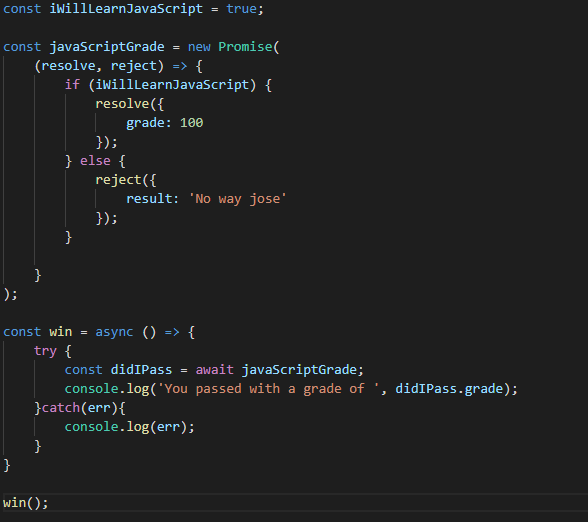 const iWillLearnJavaScript = true;
const javaScriptGrade = new Promise(
(resolve, reject) => {
if (iWillLearnJavaScript) {
resolve({
grade: 100
});
} else {
reject({
result: 'No way jose'
});
}
}
);
const win = async () => {
try {
const didIPass = await javaScriptGrade;
console.log('You passed with a grade of ', didIPass.grade);
}catch(err){
console.log(err);
}
}
win();